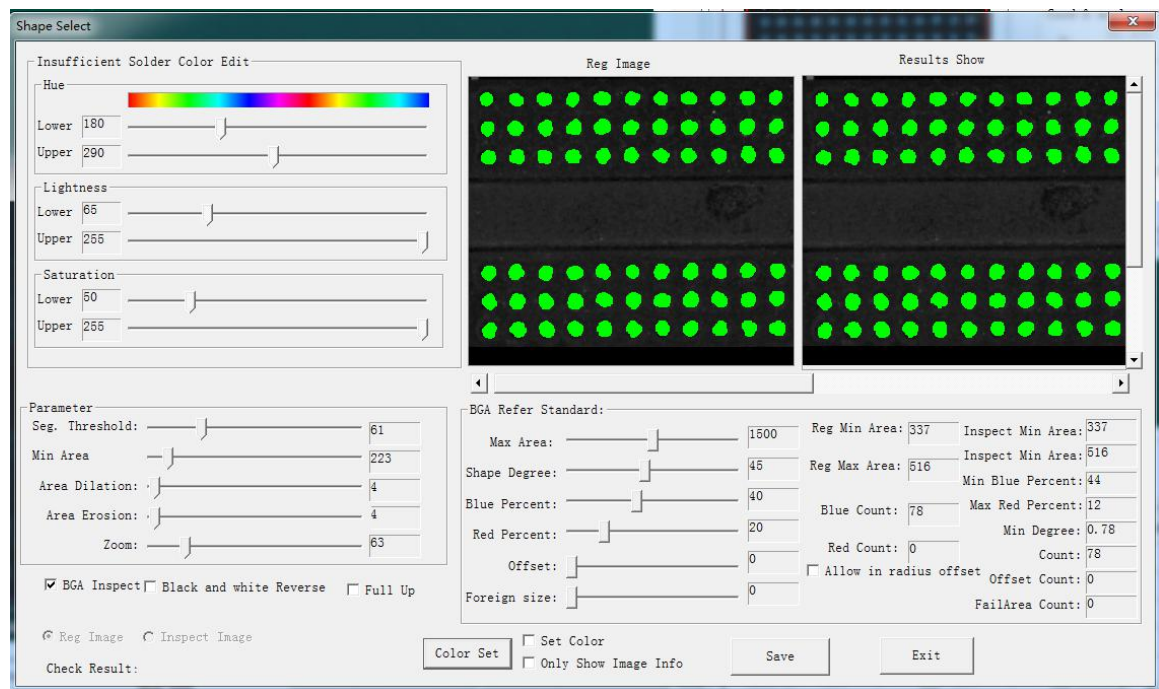 Shape Select
Insufficient Solder Color Edit
Hue
Lower 180
Upper 290
Lightness
Lower 65
Upper 255
Saturation
Lower 50
Upper 255
Reg Image
Results Show
Parameter
Seg. Threshold: 61
Min Area 223
Area Dilation: 4
Area Erosion: 4
Zoom: 63
BGA Inspect
Black and white Reverse
Full Up
Reg Image
Inspect Image
Check Result:
BGA Refer Standard:
Max Area: 1500
Shape Degree: 45
Blue Percent: 40
Red Percent: 20
Offset: 0
Foreign size: 0
Reg Min Area: 337
Reg Max Area: 516
Blue Count: 78
Red Count: 0
Allow in radius offset
Inspect Min Area: 337
Inspect Min Area: 516
Min Blue Percent: 44
Max Red Percent: 12
Min Degree: 0.78
Count: 78
Offset Count: 0
FailArea Count: 0
Color Set
Set Color
Only Show Image Info
Save
Exit